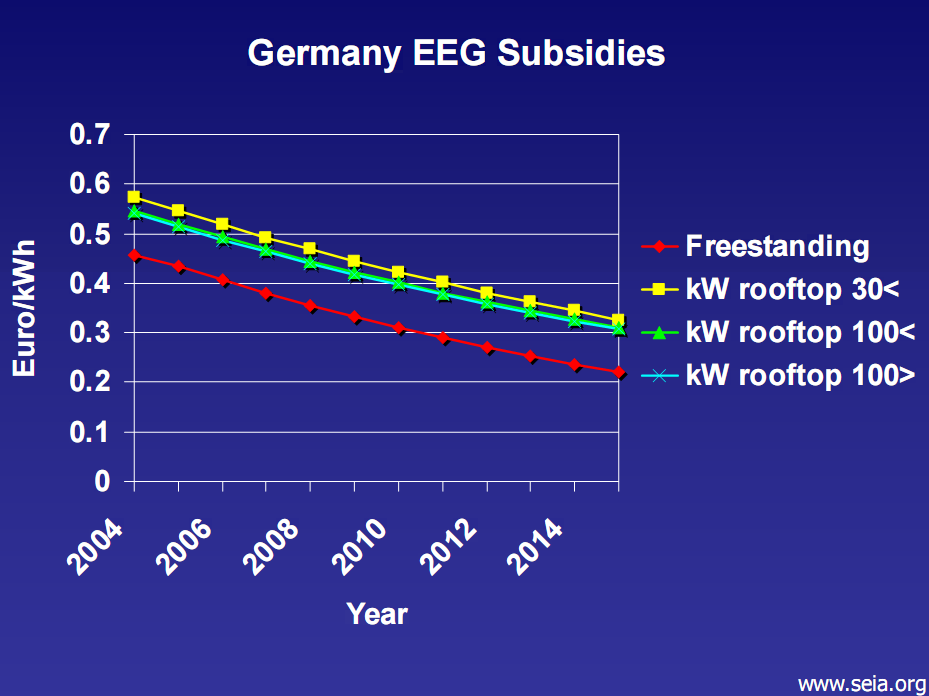 Germany EEG Subsidies
0.7
0.6
0.5
0.4
0.3
0.2
0.1
0
Euro/kWh
2004
2006
2008
2010
2012
2014
Year
Freestanding
kW rooftop 30<
kW rooftop 100<
kW rooftop 100>
www.seia.org